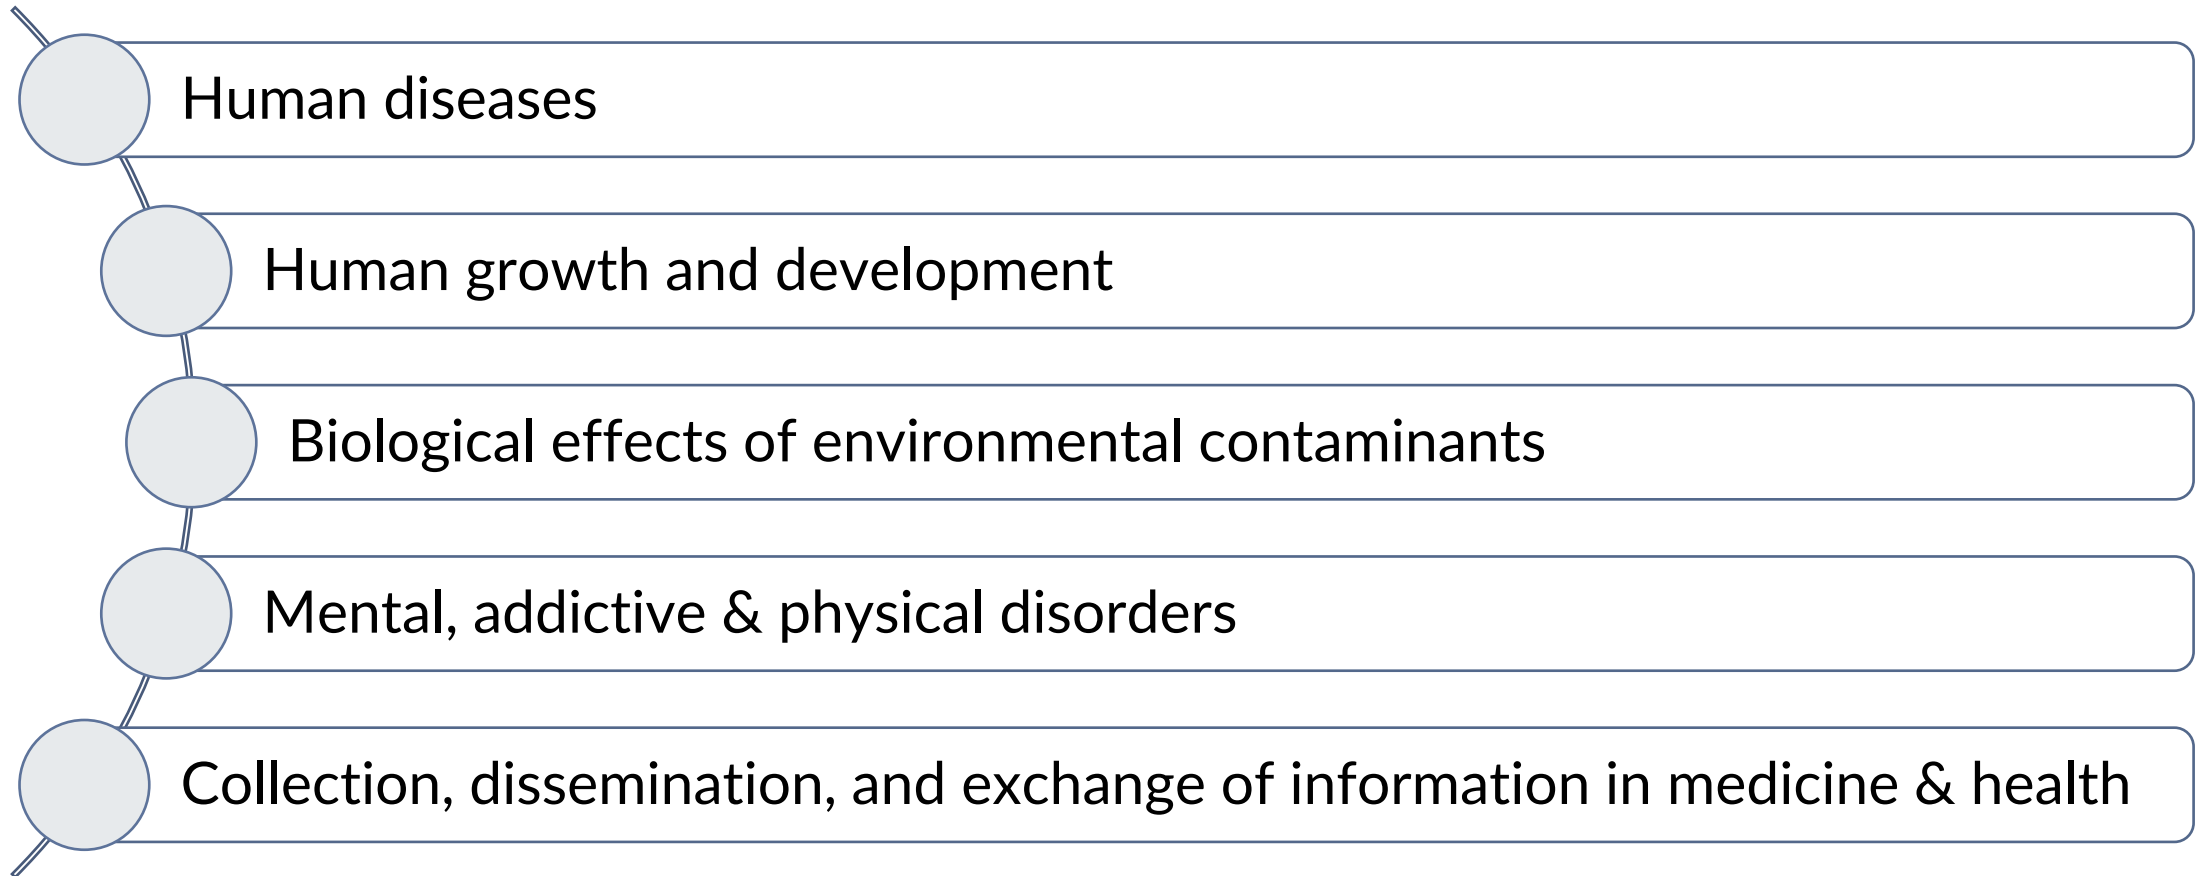 Human diseases
Human growth and development
Biological effects of environmental contaminants
Mental, addictive & physical disorders
Collection, dissemination, and exchange of information in medicine & health